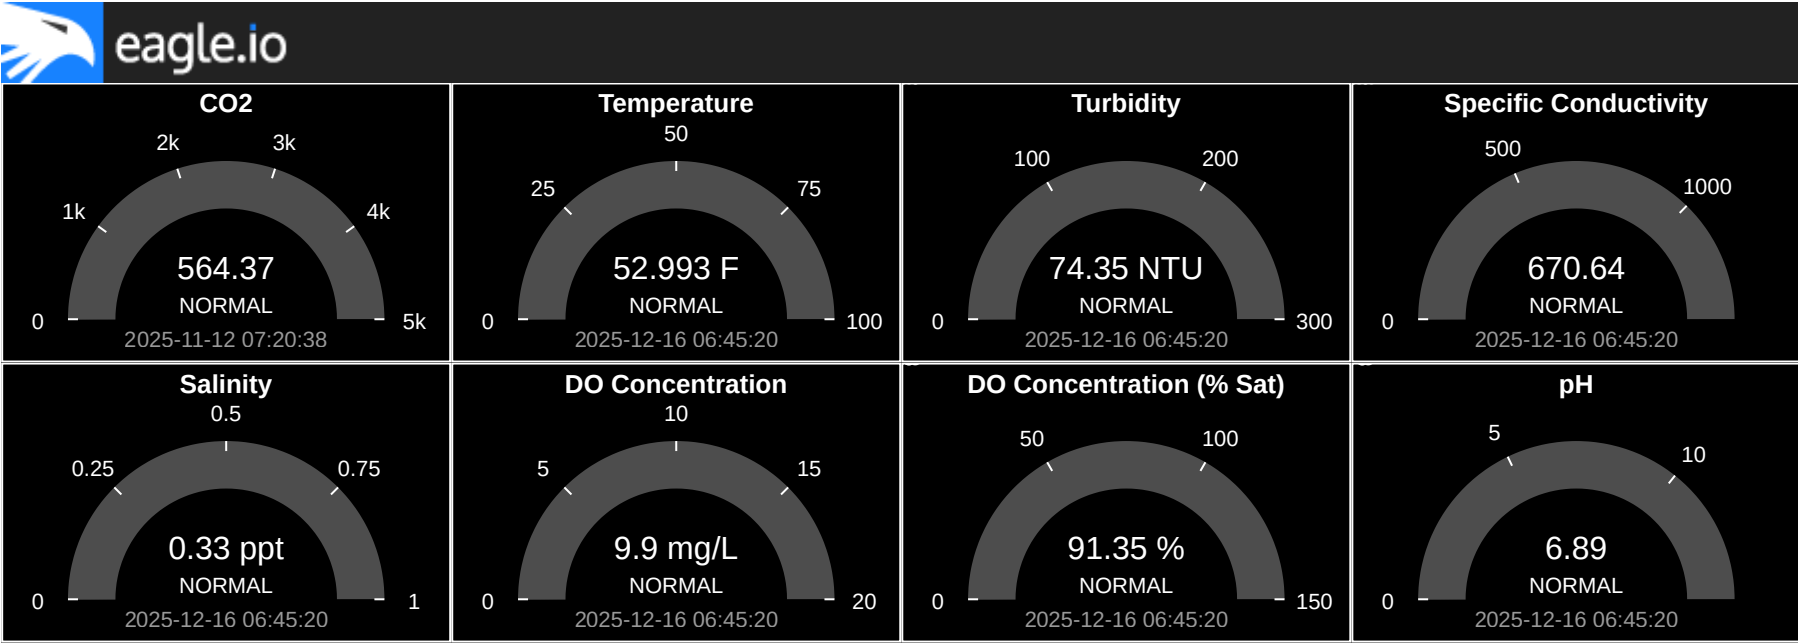 eagle.io
CO2
2k
3k
1k
4k
564.37
NORMAL
0
5k
2025-11-12 07:20:38
Temperature
50
25
75
52.993 F
NORMAL
0
100
2025-12-16 06:45:20
Turbidity
100
200
74.35 NTU
NORMAL
0
300
2025-12-16 06:45:20
Specific Conductivity
500
1000
670.64
NORMAL
0
2025-12-16 06:45:20
Salinity
0.5
0.25
0.75
0.33 ppt
NORMAL
0
1
2025-12-16 06:45:20
DO Concentration
10
5
15
9.9 mg/L
NORMAL
0
20
2025-12-16 06:45:20
DO Concentration (% Sat)
50
100
91.35 %
NORMAL
0
150
2025-12-16 06:45:20
pH
5
10
6.89
NORMAL
0
2025-12-16 06:45:20